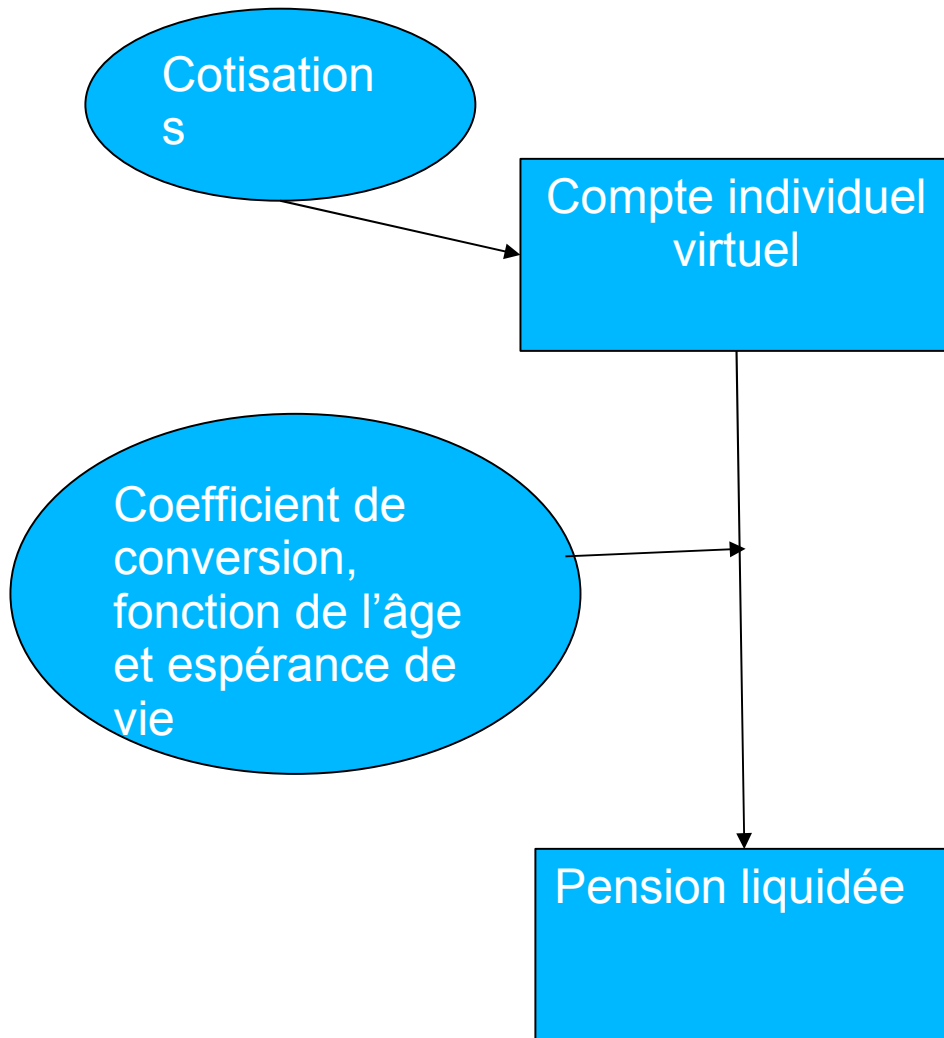 Cotisation
s
Compte individuel
virtuel
Coefficient de
conversion,
fonction de l’âge
et espérance de
vie
Pension liquidée